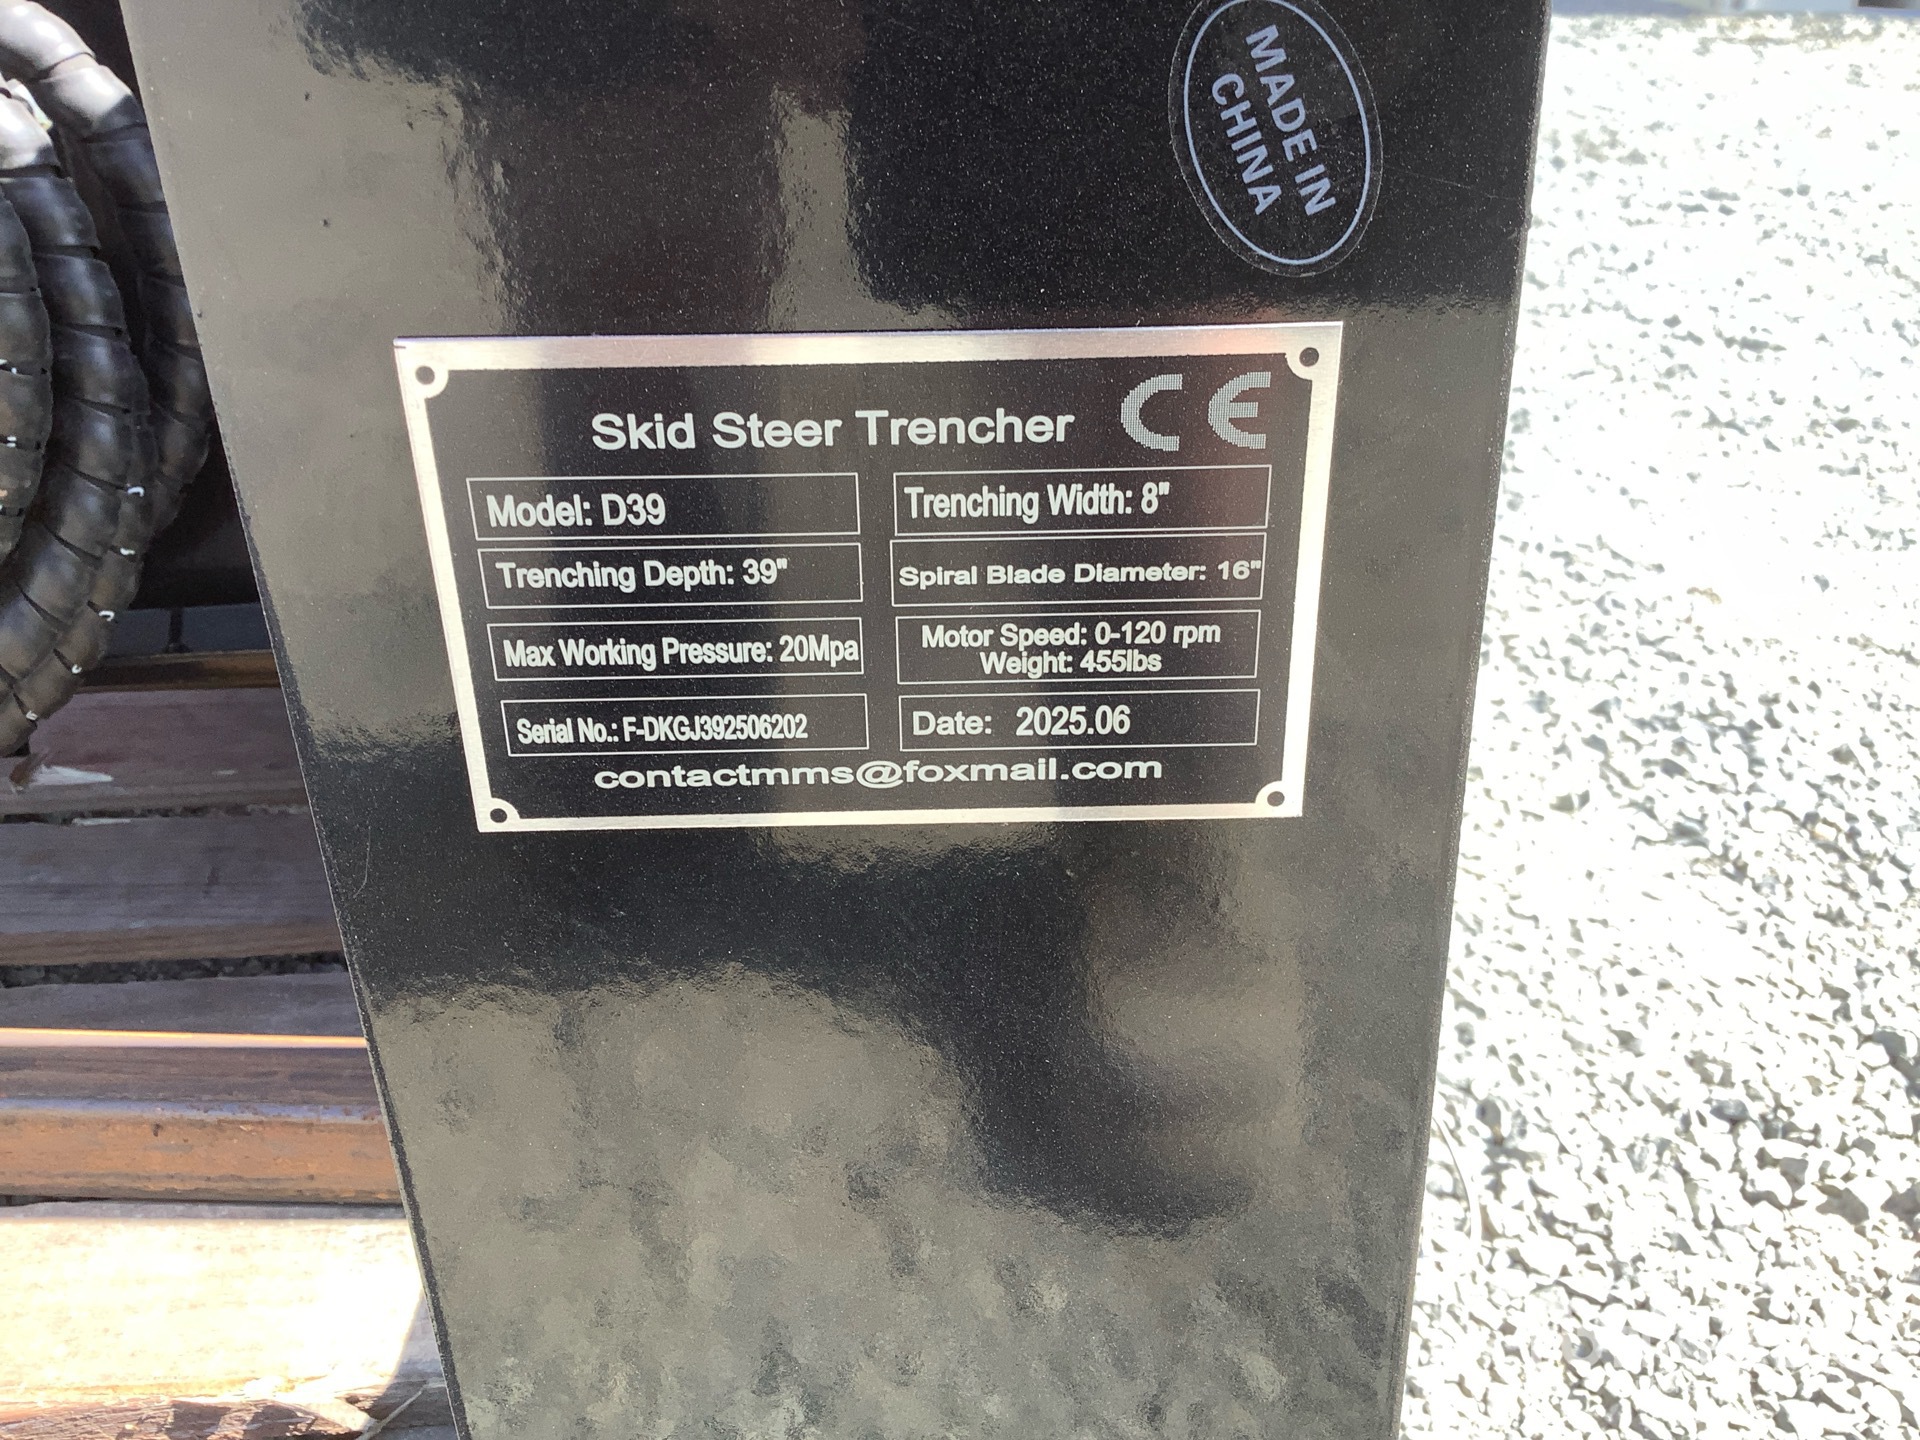 MADE IN
CHINA
Skid Steer Trencher CE
Model: D39
Trenching Width: 8"
Trenching Depth: 39"
Spiral Blade Diameter: 16"
Max Working Pressure: 20Mpa
Motor Speed: 0-120 rpm
Weight: 455lbs
Serial No.: F-DKGJ392506202
Date: 2025.06
contactmms@foxmail.com